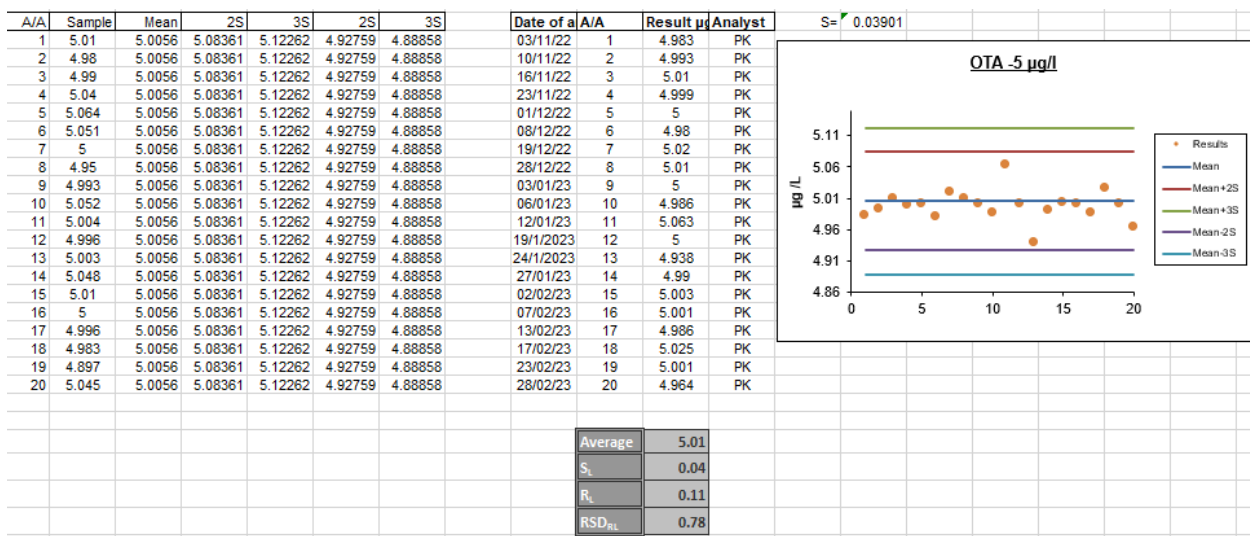 A/A Sample Mean 2S 3S 2S 3S Date of a A/A Result µg Analyst S= 0.03901
1 5.01 5.0056 5.08361 5.12262 4.92759 4.88858 03/11/22 1 4.983 PK
2 4.98 5.0056 5.08361 5.12262 4.92759 4.88858 10/11/22 2 4.993 PK
3 4.99 5.0056 5.08361 5.12262 4.92759 4.88858 16/11/22 3 5.01 PK
4 5.04 5.0056 5.08361 5.12262 4.92759 4.88858 23/11/22 4 4.999 PK
5 5.064 5.0056 5.08361 5.12262 4.92759 4.88858 01/12/22 5 5 PK
6 5.051 5.0056 5.08361 5.12262 4.92759 4.88858 08/12/22 6 4.98 PK
7 5 5.0056 5.08361 5.12262 4.92759 4.88858 19/12/22 7 5.02 PK
8 4.95 5.0056 5.08361 5.12262 4.92759 4.88858 28/12/22 8 5.01 PK
9 4.993 5.0056 5.08361 5.12262 4.92759 4.88858 03/01/23 9 5 PK
10 5.052 5.0056 5.08361 5.12262 4.92759 4.88858 06/01/23 10 4.986 PK
11 5.004 5.0056 5.08361 5.12262 4.92759 4.88858 12/01/23 11 5.063 PK
12 4.996 5.0056 5.08361 5.12262 4.92759 4.88858 19/1/2023 12 5 PK
13 5.003 5.0056 5.08361 5.12262 4.92759 4.88858 24/1/2023 13 4.938 PK
14 5.048 5.0056 5.08361 5.12262 4.92759 4.88858 27/01/23 14 4.99 PK
15 5.01 5.0056 5.08361 5.12262 4.92759 4.88858 02/02/23 15 5.003 PK
16 5 5.0056 5.08361 5.12262 4.92759 4.88858 07/02/23 16 5.001 PK
17 4.996 5.0056 5.08361 5.12262 4.92759 4.88858 13/02/23 17 4.986 PK
18 4.983 5.0056 5.08361 5.12262 4.92759 4.88858 17/02/23 18 5.025 PK
19 4.897 5.0056 5.08361 5.12262 4.92759 4.88858 23/02/23 19 5.001 PK
20 5.045 5.0056 5.08361 5.12262 4.92759 4.88858 28/02/23 20 4.964 PK
Average 5.01
SL 0.04
RL 0.11
RSDRL 0.78
OTA -5 µg/l
µg /L
5.11
5.06
5.01
4.96
4.91
4.86
0 5 10 15 20
Results
Mean
Mean+2S
Mean+3S
Mean-2S
Mean-3S